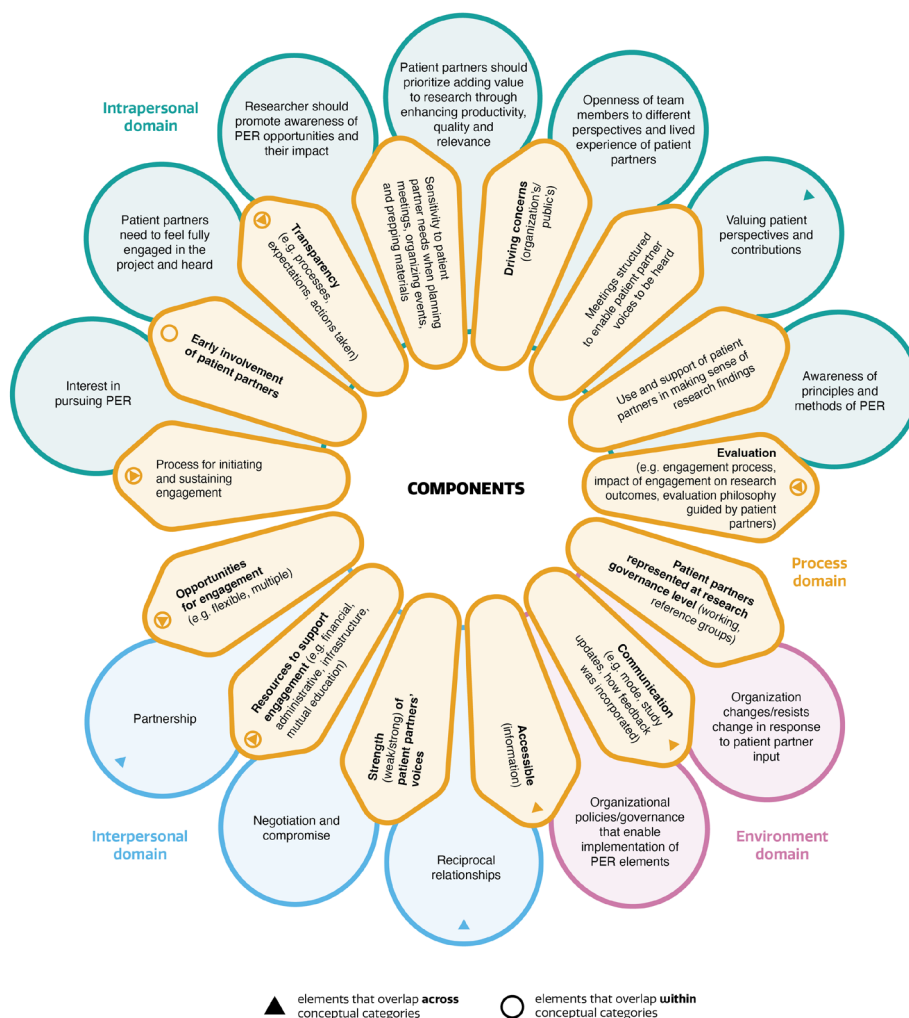 Intrapersonal
domain
Interest in
pursuing PER
Patient partners
need to feel fully
engaged in the
project and heard
Researcher should
promote awareness of
PER opportunities and
their impact
Patient partners should
prioritize adding value
to research through
enhancing productivity,
quality and
relevance
Openness of team
members to different
perspectives and lived
experience of patient
partners
Valuing patient
perspectives and
contributions
Awareness of
principles and
methods of PER
Process for initiating
and sustaining
engagement
Early involvement
of patient partners
Transparency
(e.g. processes,
expectations, actions taken)
Sensitivity to patient
partner needs when planning
meetings, organizing events,
and prepping materials
Driving concerns
(organization's/
public's)
Meetings structured
to enable patient partner
voices to be heard
Use and support of patient
partners in making sense of
research findings
Evaluation
(e.g. engagement process,
impact of engagement on research
outcomes, evaluation philosophy
guided by patient
partners)
COMPONENTS
Process
domain
Patient partners
represented at research
governance level (working,
reference groups)
Communication
(e.g. mode, study
updates, how feedback
was incorporated)
Accessible
(information)
Strength
(weak/strong) of
patient partners'
voices
Resources to support
engagement (e.g. financial,
administrative, infrastructure,
mutual education)
Opportunities
for engagement
(e.g. flexible, multiple)
Partnership
Negotiation and
compromise
Reciprocal
relationships
Interpersonal
domain
Organizational
policies/governance
that enable
implementation of
PER elements
Organization
changes/resists
change in response
to patient partner
input
Environment
domain
elements that overlap across
conceptual categories
elements that overlap within
conceptual categories